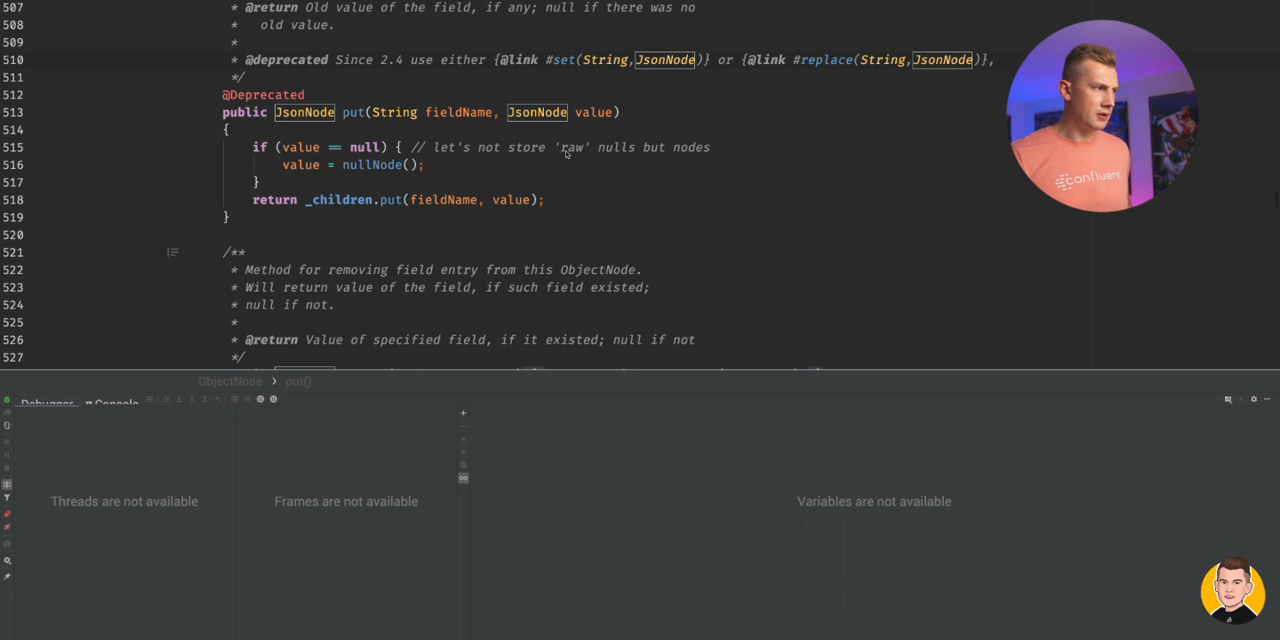 507 * @return Old value of the field, if any; null if there was no
508 * old value.
509 *
510 * @deprecated Since 2.4 use either {@link #set(String,JsonNode)} or {@link #replace(String,JsonNode)},
511 */
512 @Deprecated
513 public JsonNode put(String fieldName, JsonNode value)
514 {
515 if (value == null) { // let's not store 'raw' nulls but nodes
516 value = nullNode();
517 }
518 return _children.put(fieldName, value);
519 }
520
521 /**
522 * Method for removing field entry from this ObjectNode.
523 * Will return value of the field, if such field existed;
524 * null if not.
525 *
526 * @return Value of specified field, if it existed; null if not
527 */
confluent
ObjectNode > put()
Debugger Console
Threads are not available
Frames are not available
Variables are not available